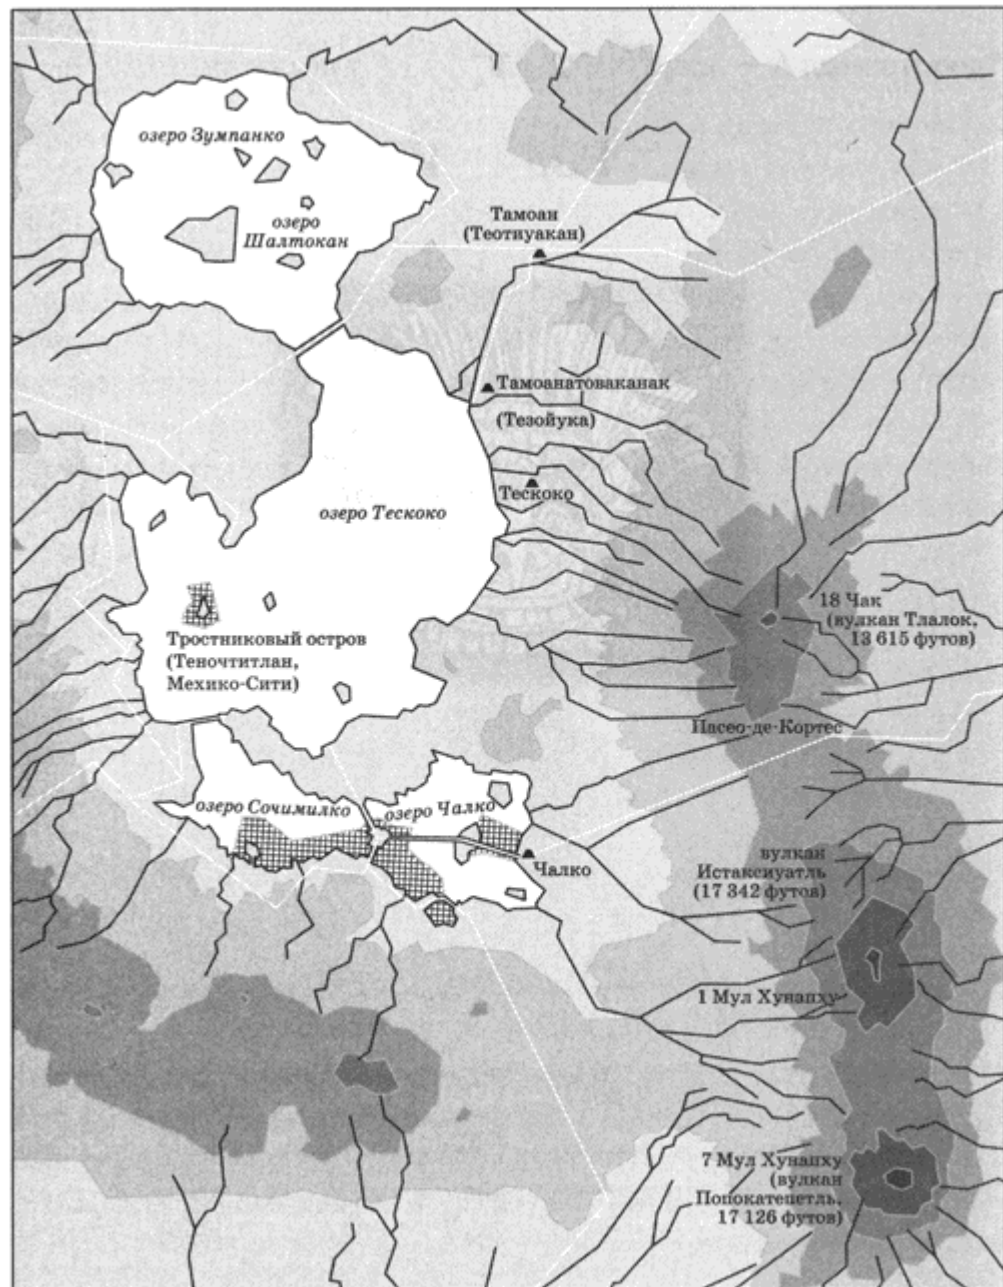 озеро Зумпанко
озеро
Шалтокан
Тамоан
(Теотиуакан)
Тамоанатоваканак
(Тезойука)
Тескоко
озеро Тескоко
18 Чак
(вулкан Тлалок,
13 615 футов)
Тростниковый остров
(Теночтитлан,
Мехико-Сити)
Пасео-де-Кортес
озеро Сочимилко
озеро Чалко
Чалко
вулкан
Истаксиуатль
(17 342 футов)
1 Мул Хунапху
7 Мул Хунапху
(вулкан
Попокатепетль,
17 126 футов)